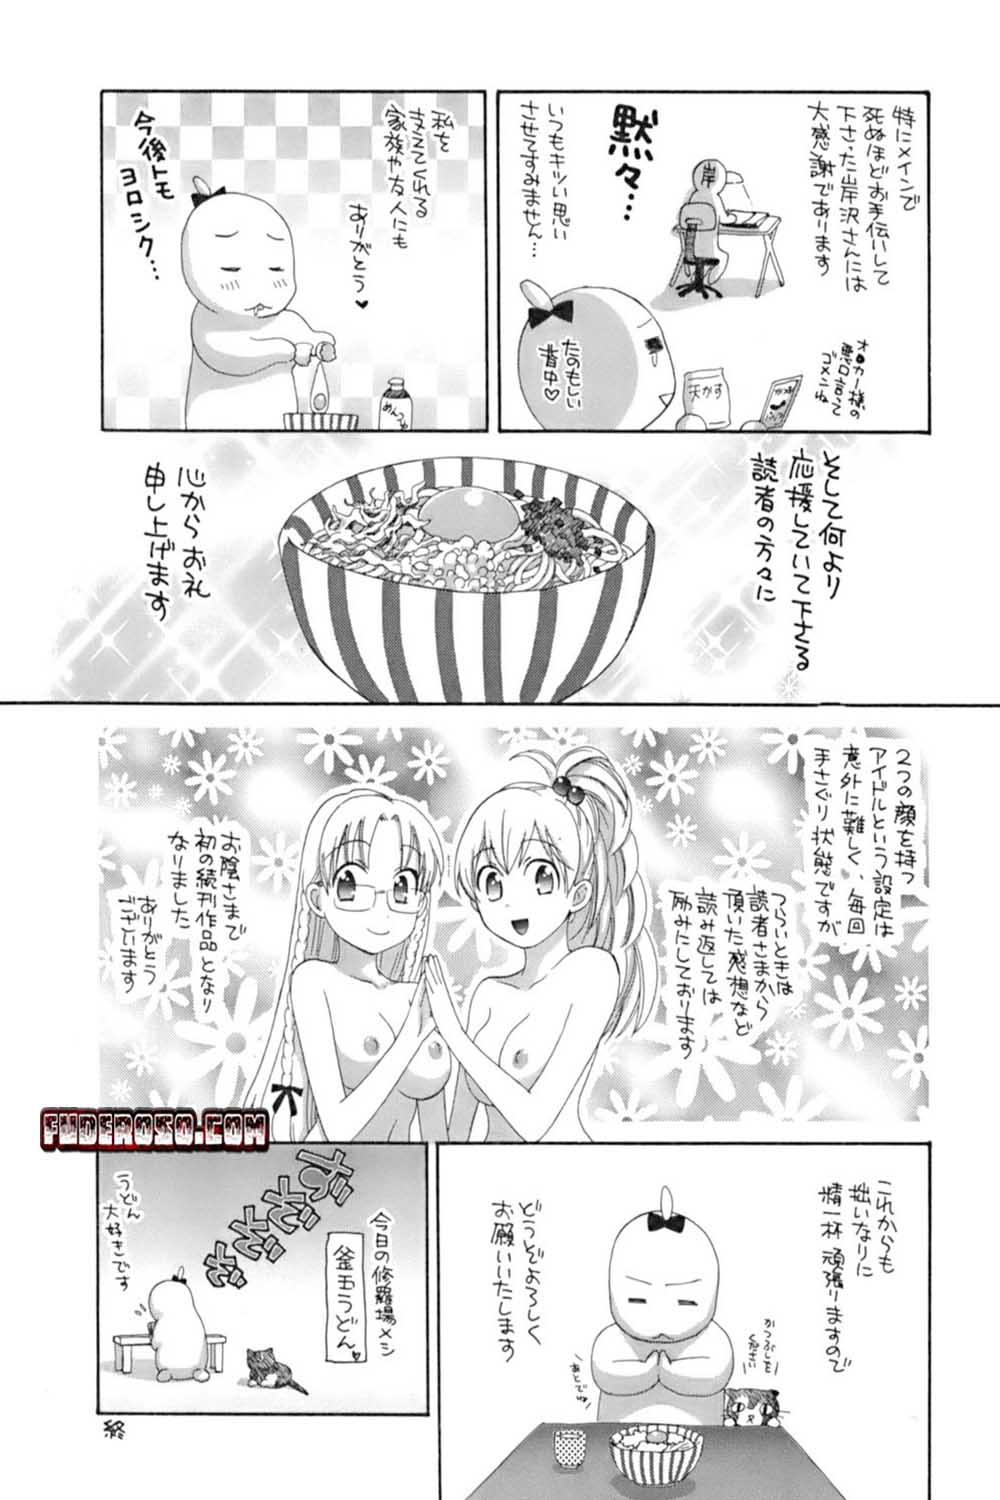 特にメインで
死ぬほどお手伝いして
下さった岸沢さんには
大感謝であります
岸
黙々…
いつもキツい思い
させてすみません…
たのもしい
背中♡
天かす
悪口言って
ゴメンね
私を
支えてくれる
家族や友人にも
ありがとう♥
今後トモ
ヨロシク…
めんつゆ
そして何より
応援していて下さる
読者の方々に
心からお礼
申し上げます
2つの顔を持つ
アイドルという設定は
意外に難しく、毎回
手さぐり状態ですが
つらいときは
読者さまから
頂いた感想など
読み返しては
励みにしております
お陰さまで
初の続刊作品となり
なりました
ありがとう
ございます
FUDEROSO.COM
これからも
拙いなりに
精一杯頑張りますので
どうぞよろしく
お願いいたします
かつぶしを
ください
あとでね
今日の修羅場メシ
釜玉うどん♥
ぞぞぞぞぞ
うどん
大好きです
終